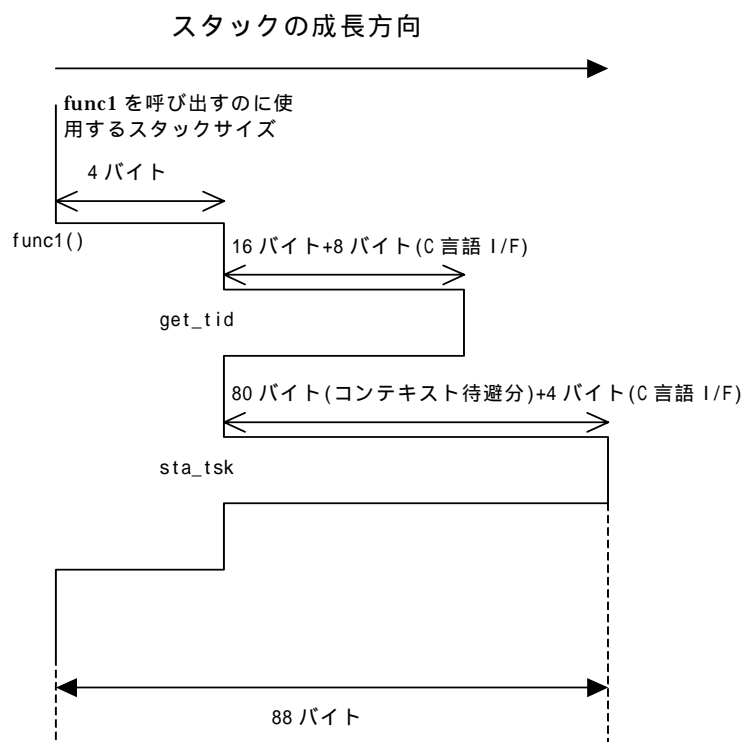 スタックの成長方向
func1 を呼び出すのに使
用するスタックサイズ
4 バイト
func1()
16 バイト+8 バイト(C 言語 I/F)
get_tid
80 バイト(コンテキスト待避分)+4 バイト(C 言語 I/F)
sta_tsk
88 バイト